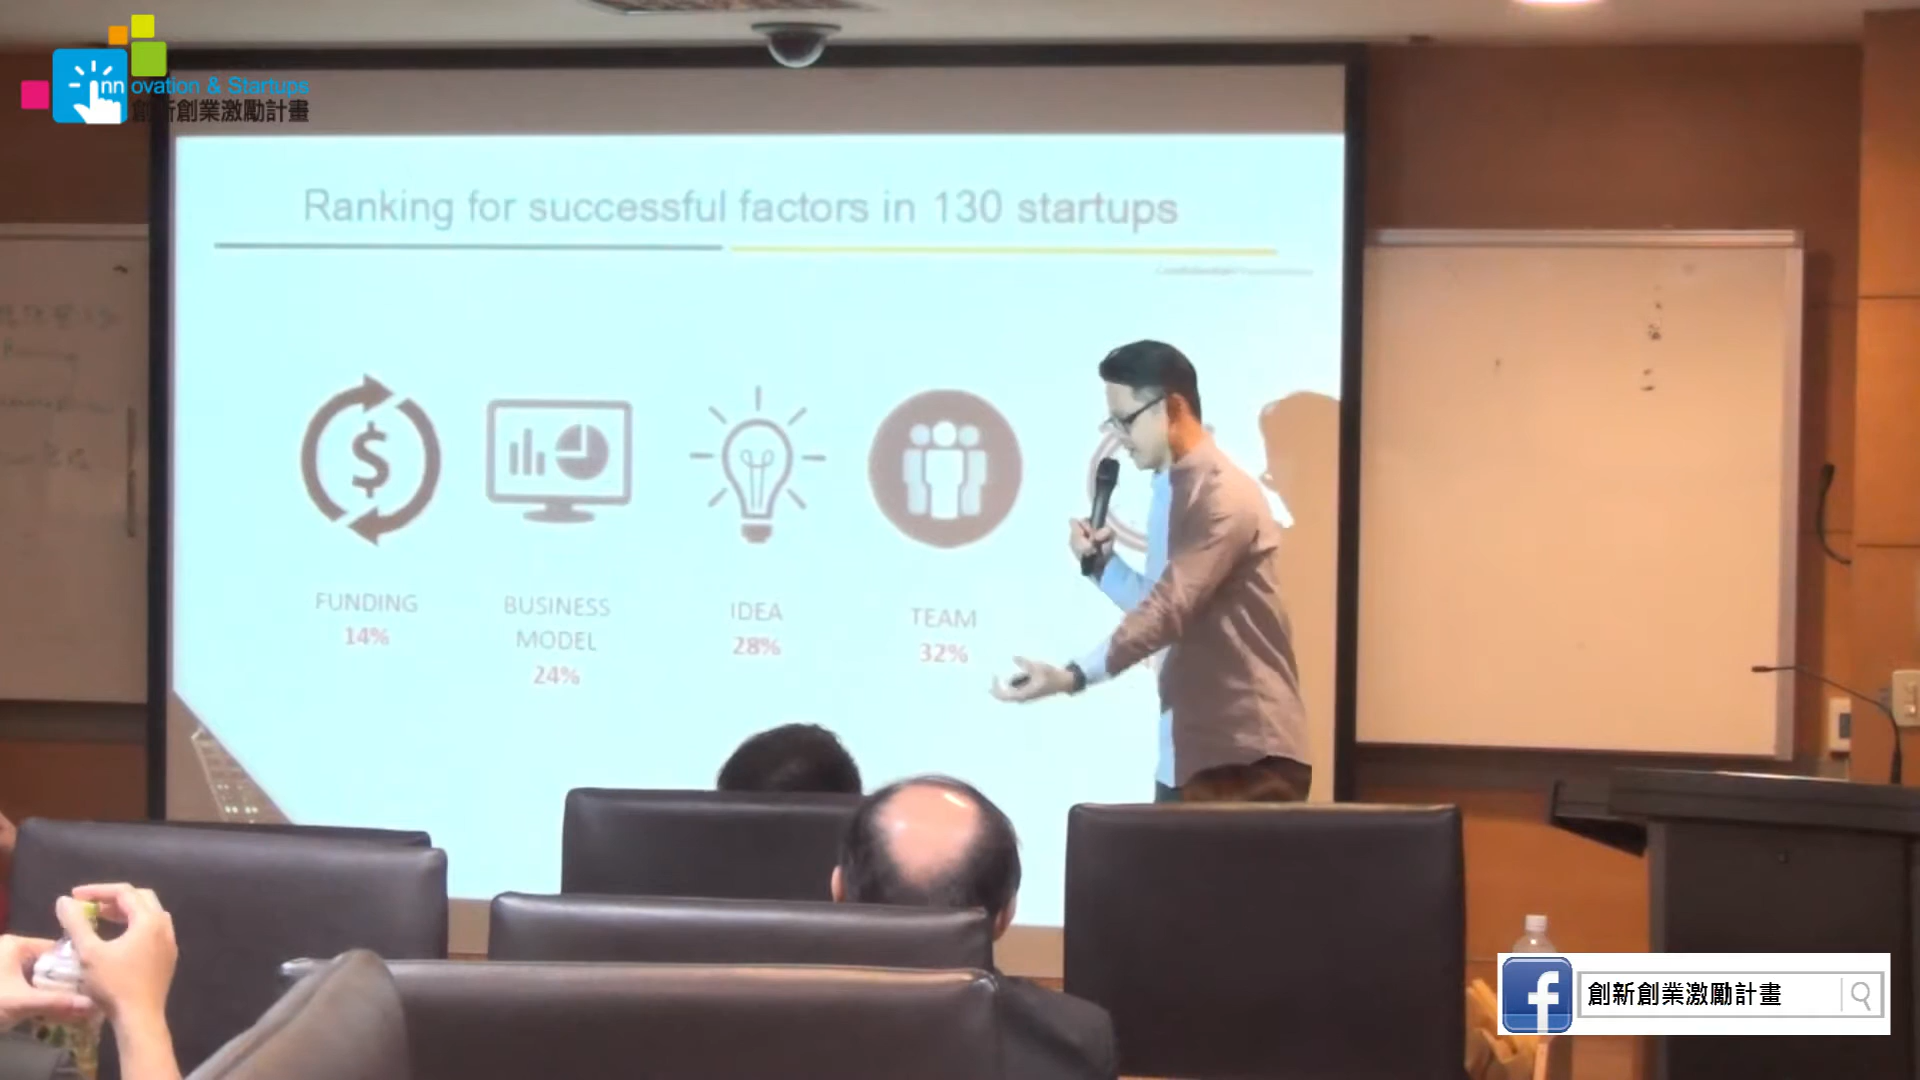 Innovation & Startups
創新創業激勵計畫
Ranking for successful factors in 130 startups
$
FUNDING
14%
BUSINESS
MODEL
24%
IDEA
28%
TEAM
32%
f
創新創業激勵計畫